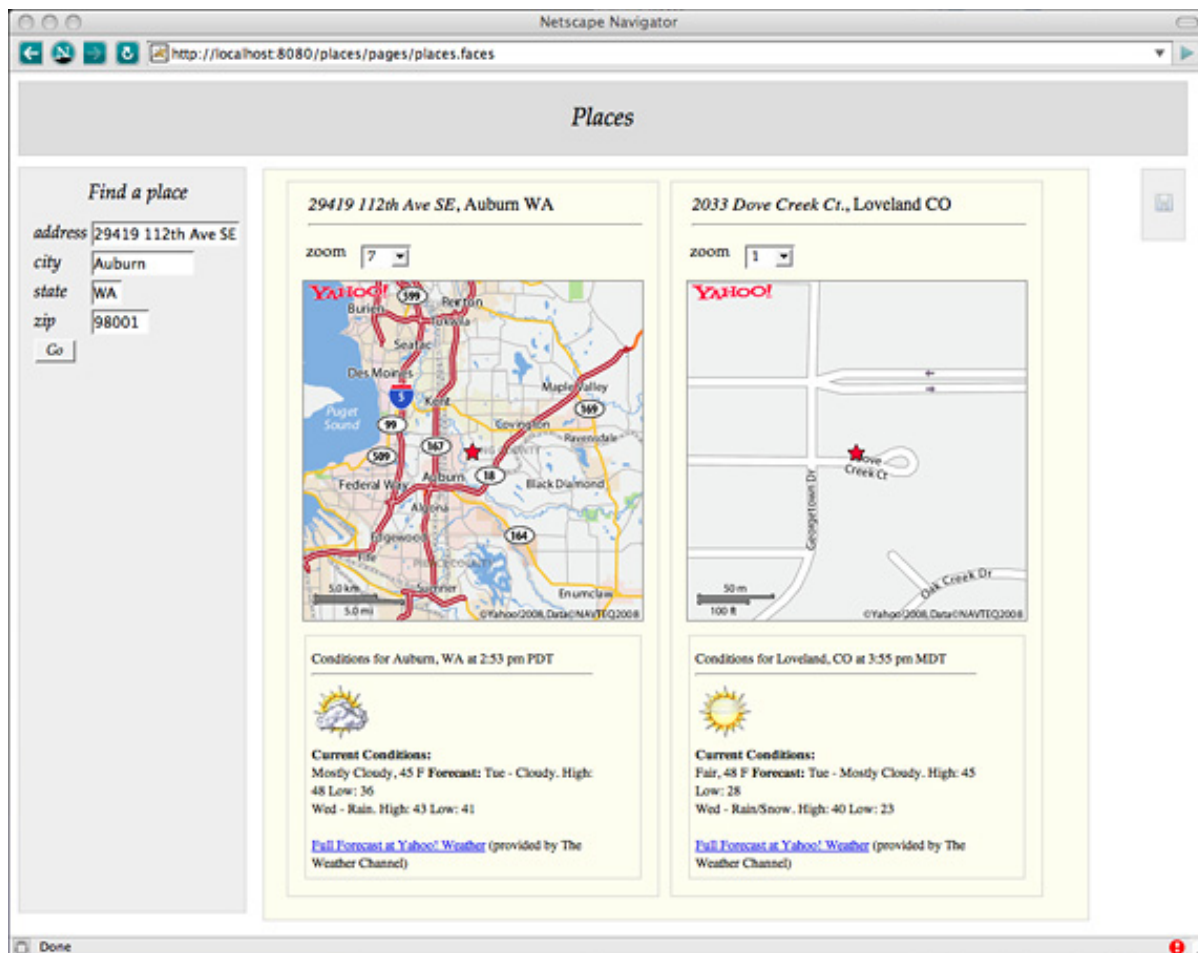 Netscape Navigator
http://localhost:8080/places/pages/places.faces
Places
Find a place
address 29419 112th Ave SE
city Auburn
state WA
zip 98001
Go
29419 112th Ave SE, Auburn WA
zoom 7
YAHOO!
599
Burien
Renton
Tukwila
Seatac
Des Moines
5
Kent
Maple Valley
169
Puget
Sound
99
Covington
Ravensdale
167
KING COUNTY
509
18
Federal Way
Auburn
Black Diamond
Algona
164
Edgewood
Fife
PIERCE COUNTY
Sumner
Enumclaw
5.0 km
5.0 mi
©Yahoo!2008, Data©NAVTEQ2008
Conditions for Auburn, WA at 2:53 pm PDT
Current Conditions:
Mostly Cloudy, 45 F Forecast: Tue - Cloudy. High:
48 Low: 36
Wed - Rain. High: 43 Low: 41
Full Forecast at Yahoo! Weather (provided by The
Weather Channel)
2033 Dove Creek Ct., Loveland CO
zoom 1
YAHOO!
Dove
Creek Ct
Georgetown Dr
Oak Creek Dr
50 m
100 ft
©Yahoo!2008, Data©NAVTEQ2008
Conditions for Loveland, CO at 3:55 pm MDT
Current Conditions:
Fair, 48 F Forecast: Tue - Mostly Cloudy. High: 45
Low: 28
Wed - Rain/Snow. High: 40 Low: 23
Full Forecast at Yahoo! Weather (provided by The
Weather Channel)
Done